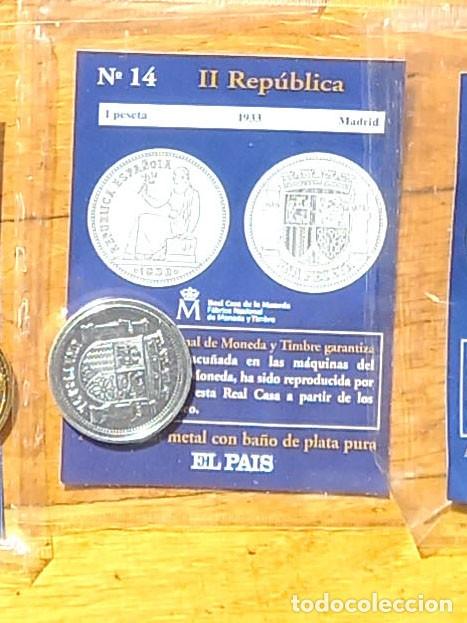 Nº 14 II República
1 peseta 1933 Madrid
REPUBLICA ESPAÑOLA
UNA PESETA
M Real Casa de la Moneda
Fábrica Nacional
de Moneda y Timbre
nal de Moneda y Timbre garantiza
acuñada en las máquinas del
Moneda, ha sido reproducida por
esta Real Casa a partir de los
metal con baño de plata pura
EL PAIS
todocoleccion.net